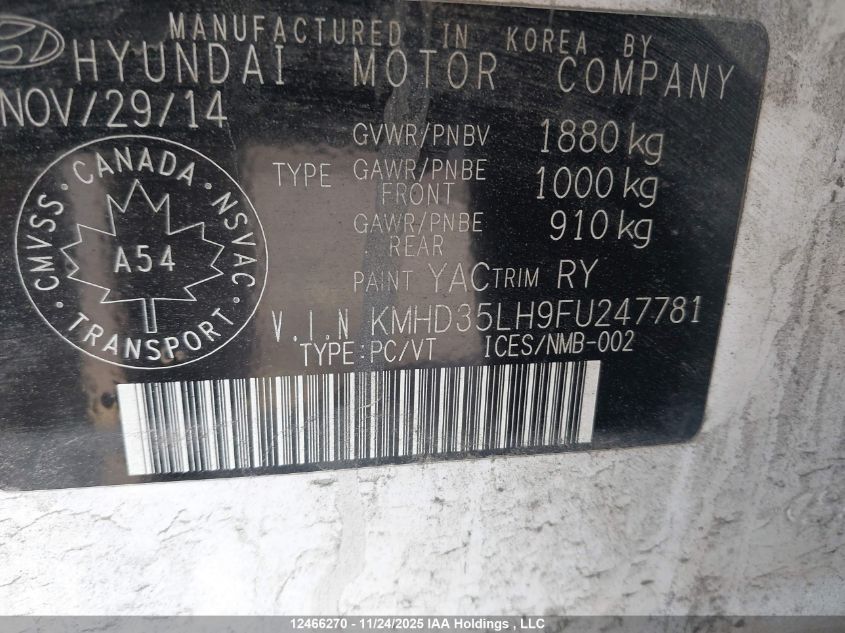 MANUFACTURED IN KOREA BY
HYUNDAI MOTOR COMPANY
NOV/29/14
GVWR/PNBV 1880 kg
TYPE GAWR/PNBE FRONT 1000 kg
GAWR/PNBE REAR 910 kg
PAINT YAC TRIM RY
CANADA
CMVSS · NSVAC
A54
TRANSPORT
V.I.N KMHD35LH9FU247781
TYPE:PC/VT ICES/NMB-002
12466270 - 11/24/2025 IAA Holdings , LLC